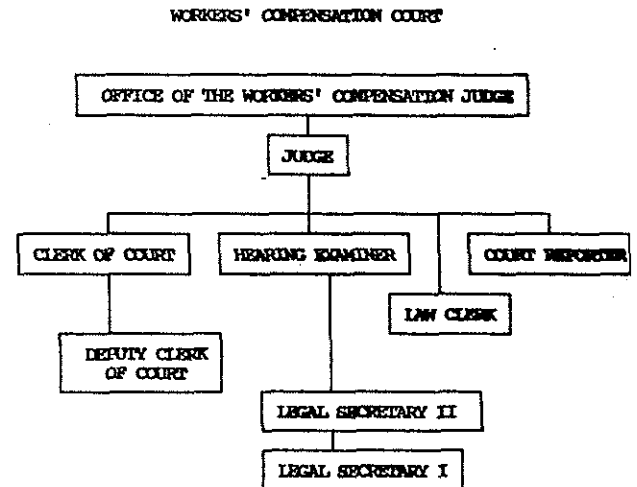 WORKERS' COMPENSATION COURT
OFFICE OF THE WORKERS' COMPENSATION JUDGE
JUDGE
CLERK OF COURT
HEARING EXAMINER
COURT REPORTER
LAW CLERK
DEPUTY CLERK
OF COURT
LEGAL SECRETARY II
LEGAL SECRETARY I